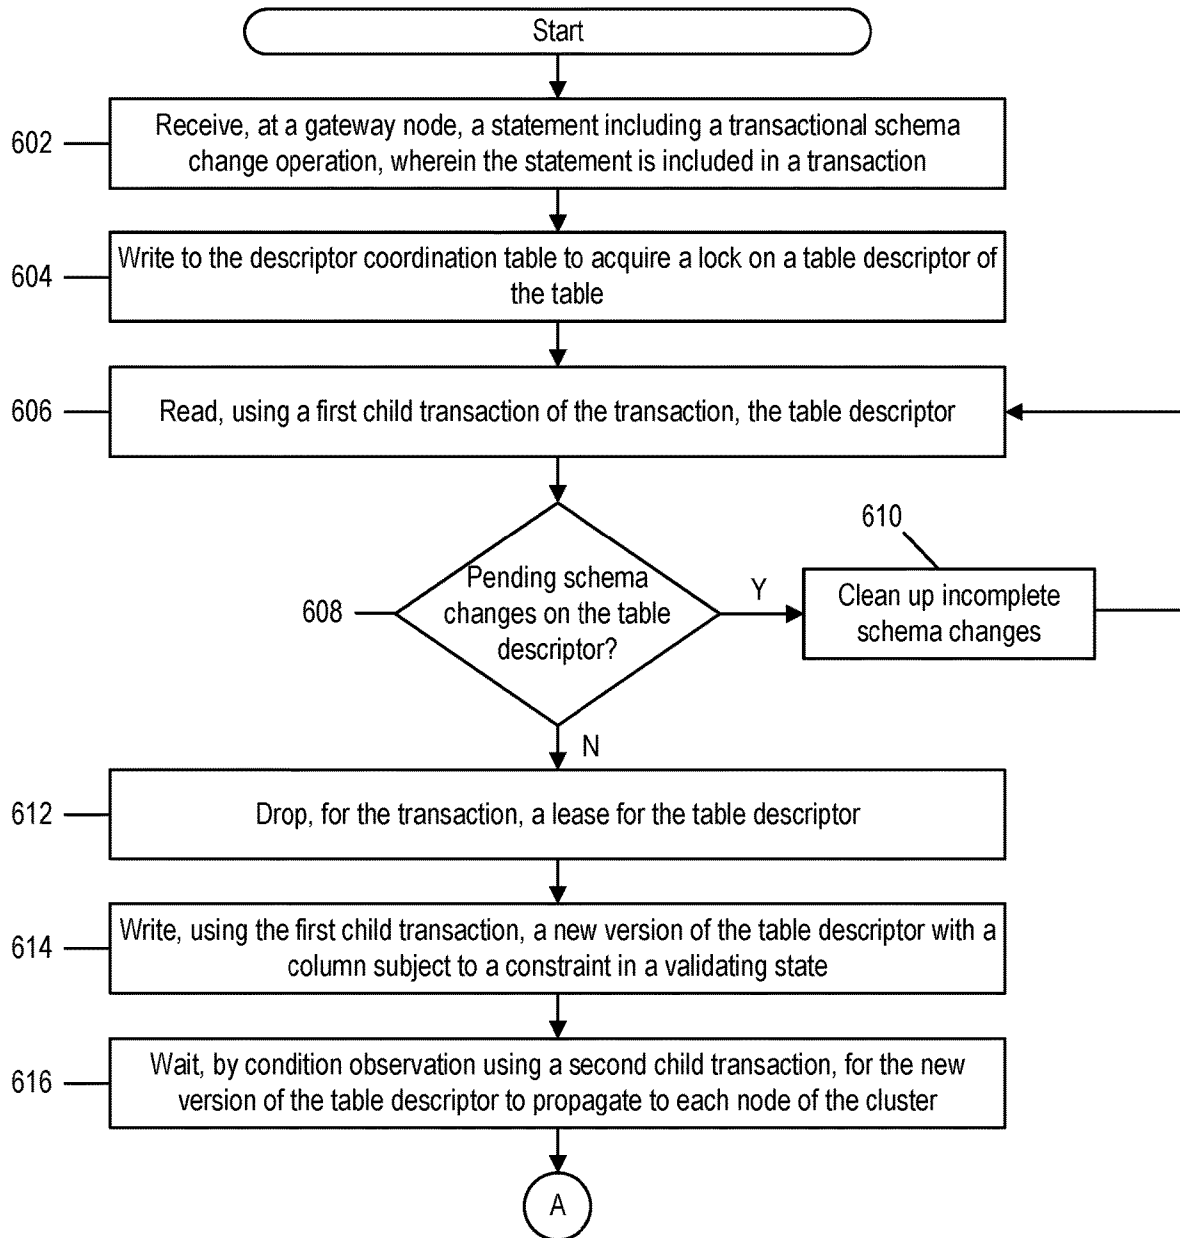 Start
602
Receive, at a gateway node, a statement including a transactional schema
change operation, wherein the statement is included in a transaction
604
Write to the descriptor coordination table to acquire a lock on a table descriptor of
the table
606
Read, using a first child transaction of the transaction, the table descriptor
608
Pending schema
changes on the table
descriptor?
Y
610
Clean up incomplete
schema changes
N
612
Drop, for the transaction, a lease for the table descriptor
614
Write, using the first child transaction, a new version of the table descriptor with a
column subject to a constraint in a validating state
616
Wait, by condition observation using a second child transaction, for the new
version of the table descriptor to propagate to each node of the cluster
A